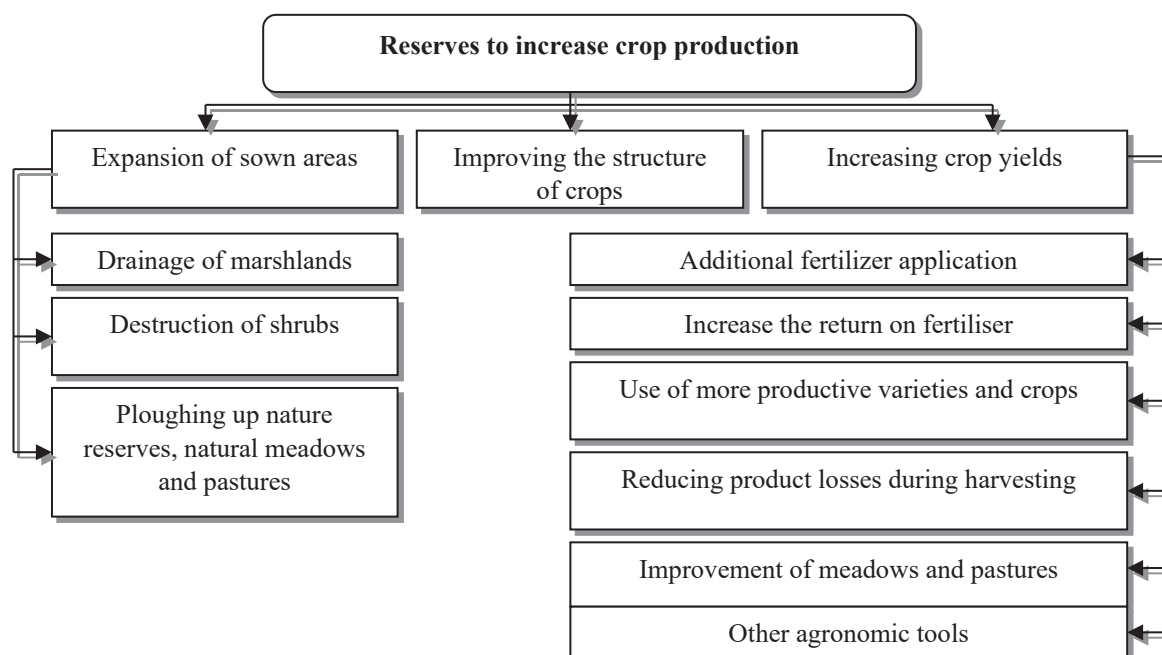 Reserves to increase crop production
Expansion of sown areas
Improving the structure
of crops
Increasing crop yields
Drainage of marshlands
Destruction of shrubs
Ploughing up nature
reserves, natural meadows
and pastures
Additional fertilizer application
Increase the return on fertiliser
Use of more productive varieties and crops
Reducing product losses during harvesting
Improvement of meadows and pastures
Other agronomic tools